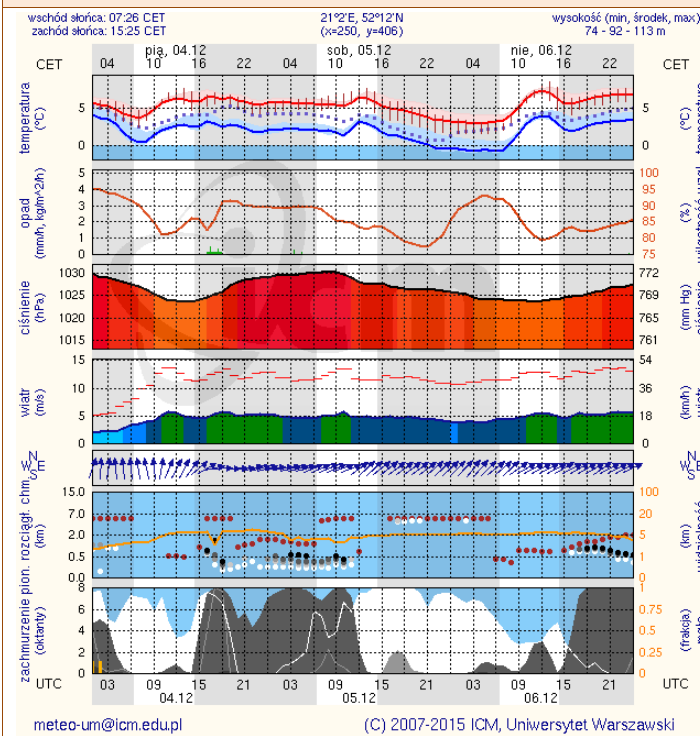 wschód słońca: 07:26 CET 21°2'E, 52°12'N wysokość (min, środek, max)
zachód słońca: 15:25 CET (x=250, y=406) 74 - 92 - 113 m
pią, 04.12 sob, 05.12 nie, 06.12
CET 04 10 16 22 04 10 16 22 04 10 16 22 CET
temperatura (°C) 5 0 5 0 (°C) temperatura
opad (mm/h, kg/m^2/h) 5 4 3 2 1 0 100 95 90 85 80 75 (%)
ciśnienie (hPa) 1030 1025 1020 1015 772 769 765 761 (mm Hg) ciśnienie
wiatr (m/s) 15 10 5 0 54 36 18 0 (km/h) wiatr
N W E S N W E S
pion. rozciągł. chm. (km) 15.0 7.0 2.0 0.5 0.0 100 20 5 1 0 (km)
zachmurzenie (oktanty) 8 6 4 2 0 1 0.75 0.5 0.25 0 (frakcja)
icm
UTC 03 09 15 21 03 09 15 21 03 09 15 21 UTC
04.12 05.12 06.12
meteo-um@icm.edu.pl (C) 2007-2015 ICM, Uniwersytet Warszawski